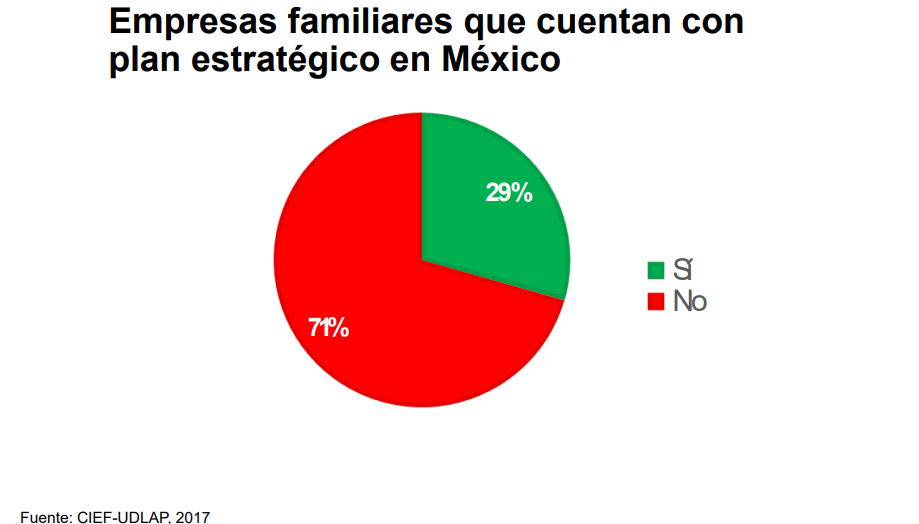 Empresas familiares que cuentan con
plan estratégico en México
29%
71%
Sí
No
Fuente: CIEF-UDLAP, 2017